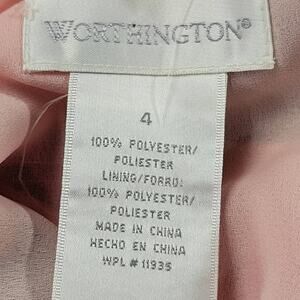 WORTHINGTON®
4
100% POLYESTER/
POLIESTER
LINING/FORRO:
100% POLYESTER/
POLIESTER
MADE IN CHINA
HECHO EN CHINA
WPL # 11935